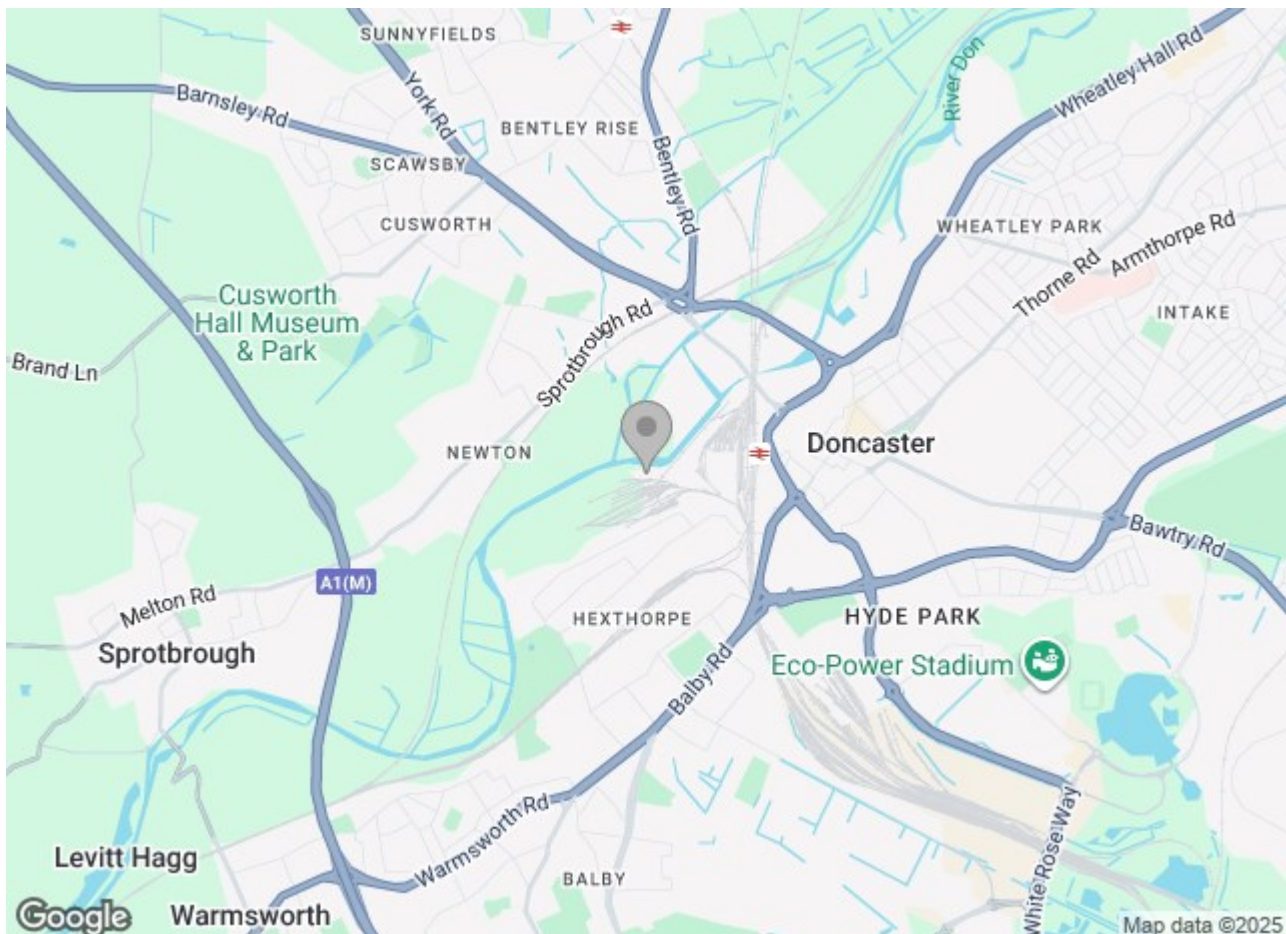 SUNNYFIELDS
York Rd
Barnsley Rd
BENTLEY RISE
Bentley Rd
River Don
Wheatley Hall Rd
SCAWSBY
CUSWORTH
WHEATLEY PARK
Armthorpe Rd
Thorne Rd
INTAKE
Cusworth
Hall Museum
& Park
Sprotbrough Rd
Brand Ln
NEWTON
Doncaster
Bawtry Rd
A1(M)
Melton Rd
Sprotbrough
HEXTHORPE
HYDE PARK
Balby Rd
Eco-Power Stadium
Warmsworth Rd
White Rose Way
Levitt Hagg
BALBY
Warmsworth
Google
Map data ©2025